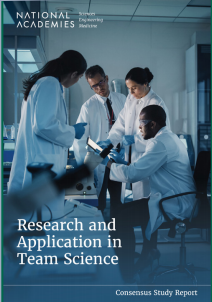 NATIONAL
ACADEMIES
Sciences
Engineering
Medicine
Research and
Application in
Team Science
Consensus Study Report